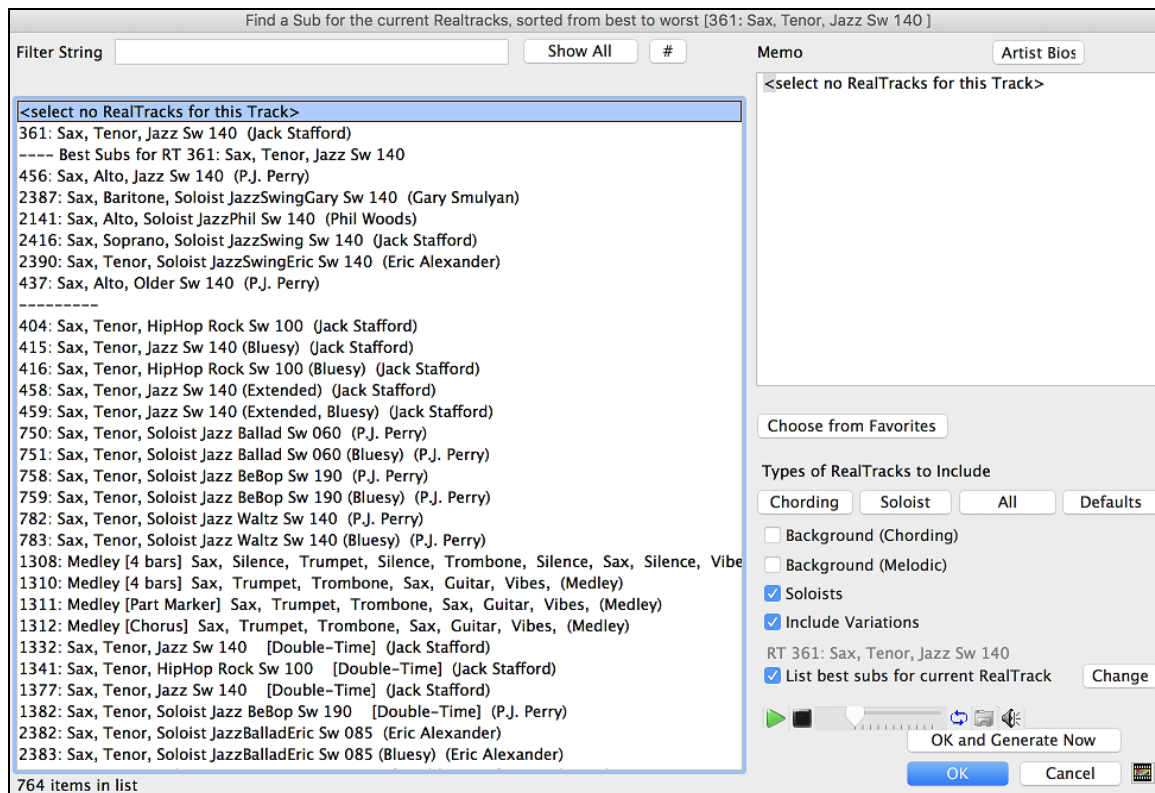 Find a Sub for the current Realtracks, sorted from best to worst [361: Sax, Tenor, Jazz Sw 140 ]
Filter String
Show All
#
Memo
Artist Bios
<select no RealTracks for this Track>
<select no RealTracks for this Track>
361: Sax, Tenor, Jazz Sw 140 (Jack Stafford)
---- Best Subs for RT 361: Sax, Tenor, Jazz Sw 140
456: Sax, Alto, Jazz Sw 140 (P.J. Perry)
2387: Sax, Baritone, Soloist JazzSwingGary Sw 140 (Gary Smulyan)
2141: Sax, Alto, Soloist JazzPhil Sw 140 (Phil Woods)
2416: Sax, Soprano, Soloist JazzSwing Sw 140 (Jack Stafford)
2390: Sax, Tenor, Soloist JazzSwingEric Sw 140 (Eric Alexander)
437: Sax, Alto, Older Sw 140 (P.J. Perry)
---------
404: Sax, Tenor, HipHop Rock Sw 100 (Jack Stafford)
415: Sax, Tenor, Jazz Sw 140 (Bluesy) (Jack Stafford)
416: Sax, Tenor, HipHop Rock Sw 100 (Bluesy) (Jack Stafford)
458: Sax, Tenor, Jazz Sw 140 (Extended) (Jack Stafford)
459: Sax, Tenor, Jazz Sw 140 (Extended, Bluesy) (Jack Stafford)
750: Sax, Tenor, Soloist Jazz Ballad Sw 060 (P.J. Perry)
751: Sax, Tenor, Soloist Jazz Ballad Sw 060 (Bluesy) (P.J. Perry)
758: Sax, Tenor, Soloist Jazz BeBop Sw 190 (P.J. Perry)
759: Sax, Tenor, Soloist Jazz BeBop Sw 190 (Bluesy) (P.J. Perry)
782: Sax, Tenor, Soloist Jazz Waltz Sw 140 (P.J. Perry)
783: Sax, Tenor, Soloist Jazz Waltz Sw 140 (Bluesy) (P.J. Perry)
1308: Medley [4 bars] Sax, Silence, Trumpet, Silence, Trombone, Silence, Sax, Silence, Vibe
1310: Medley [4 bars] Sax, Trumpet, Trombone, Sax, Guitar, Vibes, (Medley)
1311: Medley [Part Marker] Sax, Trumpet, Trombone, Sax, Guitar, Vibes, (Medley)
1312: Medley [Chorus] Sax, Trumpet, Trombone, Sax, Guitar, Vibes, (Medley)
1332: Sax, Tenor, Jazz Sw 140 [Double-Time] (Jack Stafford)
1341: Sax, Tenor, HipHop Rock Sw 100 [Double-Time] (Jack Stafford)
1377: Sax, Tenor, Jazz Sw 140 [Double-Time] (Jack Stafford)
1382: Sax, Tenor, Soloist Jazz BeBop Sw 190 [Double-Time] (P.J. Perry)
2382: Sax, Tenor, Soloist JazzBalladEric Sw 085 (Eric Alexander)
2383: Sax, Tenor, Soloist JazzBalladEric Sw 085 (Bluesy) (Eric Alexander)
764 items in list
Choose from Favorites
Types of RealTracks to Include
Chording
Soloist
All
Defaults
Background (Chording)
Background (Melodic)
Soloists
Include Variations
RT 361: Sax, Tenor, Jazz Sw 140
List best subs for current RealTrack
Change
OK and Generate Now
OK
Cancel